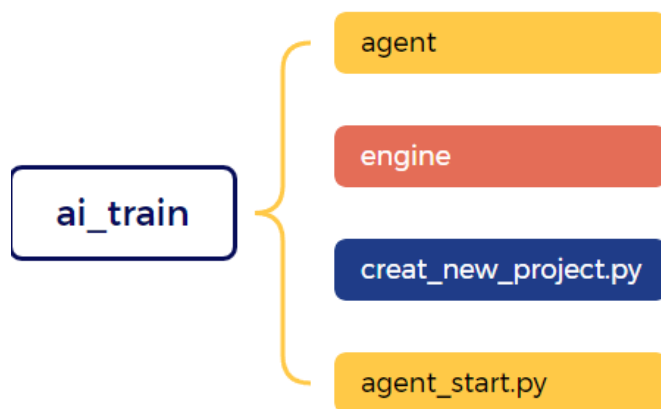 ai_train
agent
engine
creat_new_project.py
agent_start.py